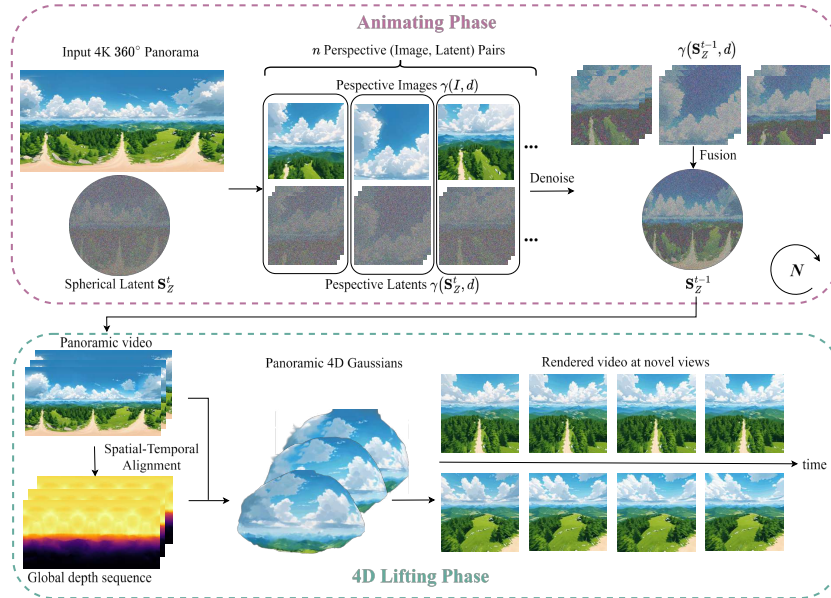 Animating Phase
Input 4K 360° Panorama
n Perspective (Image, Latent) Pairs
Pespective Images γ(I, d)
...
...
Spherical Latent S_Z^t
Pespective Latents γ(S_Z^t, d)
Denoise
γ(S_Z^{t-1}, d)
Fusion
S_Z^{t-1}
N
Panoramic video
Spatial-Temporal
Alignment
Global depth sequence
Panoramic 4D Gaussians
Rendered video at novel views
time
4D Lifting Phase